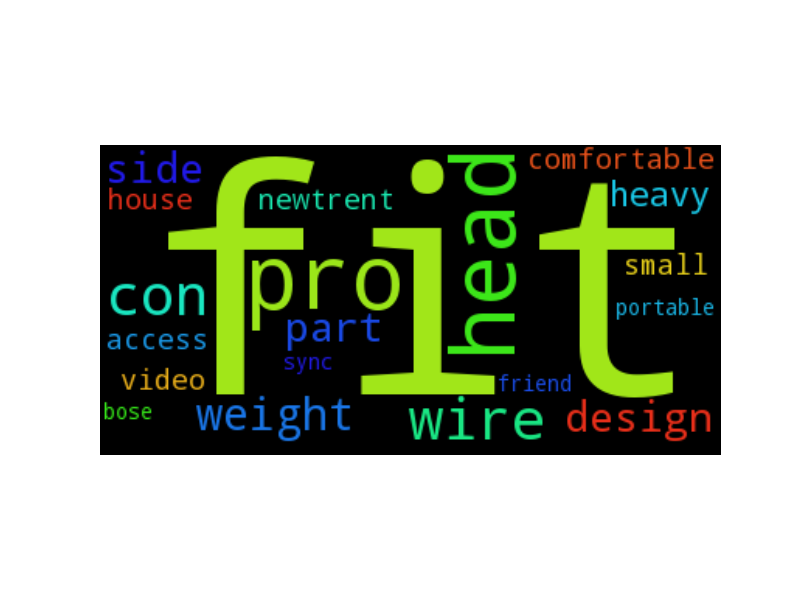 side
comfortable
house
newtrent
head
heavy
fit
pro
small
con
portable
access
part
sync
video
friend
bose
weight
wire
design